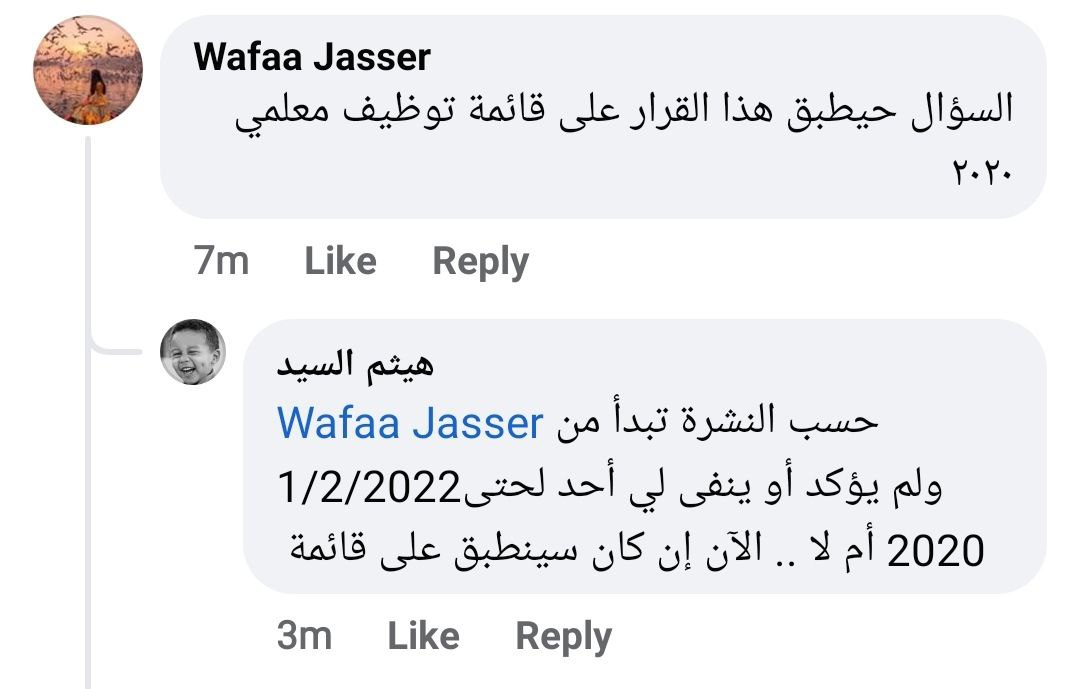 Wafaa Jasser
السؤال حيطبق هذا القرار على قائمة توظيف معلمي
٢٠٢٠
7m Like Reply
هيثم السيد
Wafaa Jasser حسب النشرة تبدأ من
1/2/2022ولم يؤكد أو ينفى لي أحد لحتى
الآن إن كان سينطبق على قائمة 2020 أم لا ..
3m Like Reply